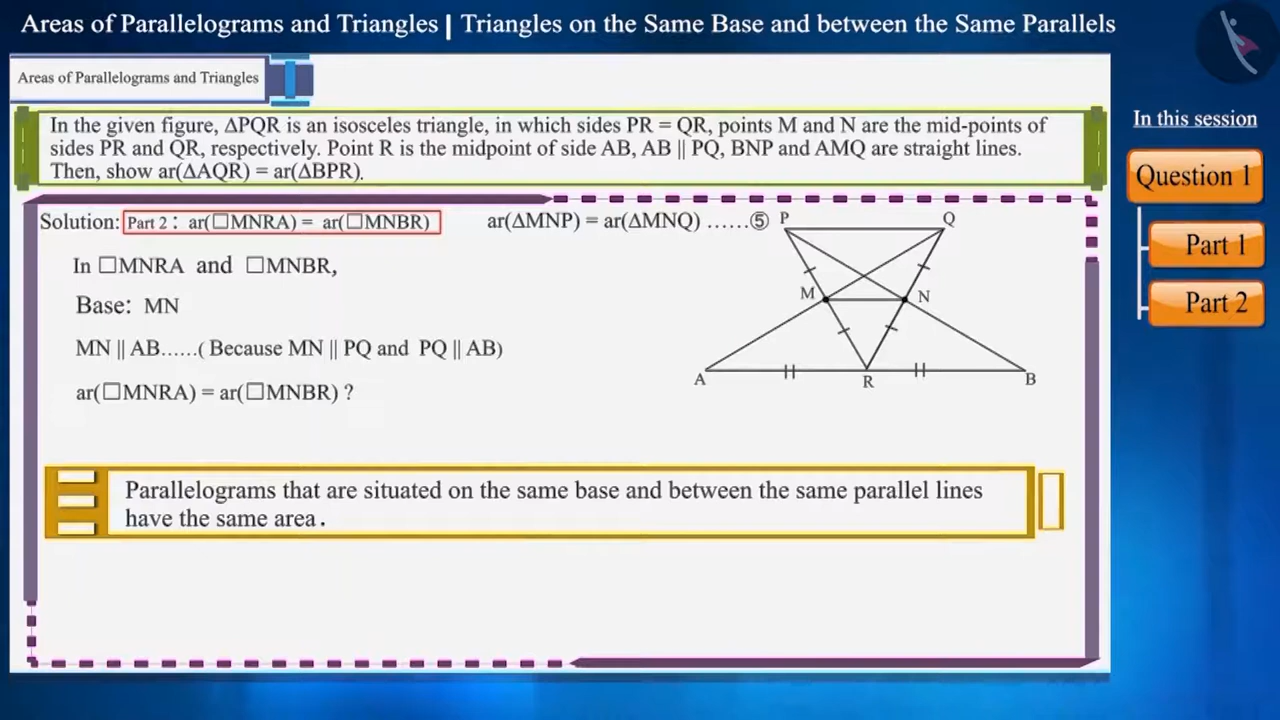 Areas of Parallelograms and Triangles | Triangles on the Same Base and between the Same Parallels
Areas of Parallelograms and Triangles
In this session
In the given figure, ΔPQR is an isosceles triangle, in which sides PR = QR, points M and N are the mid-points of
sides PR and QR, respectively. Point R is the midpoint of side AB, AB || PQ, BNP and AMQ are straight lines.
Then, show ar(ΔAQR) = ar(ΔBPR).
Question 1
Part 1
Part 2
Solution: Part 2 : ar(□MNRA) = ar(□MNBR) ar(ΔMNP) = ar(ΔMNQ) ......⑤
P Q
In □MNRA and □MNBR,
M N
Base: MN
MN || AB......( Because MN || PQ and PQ || AB)
A R B
ar(□MNRA) = ar(□MNBR) ?
Parallelograms that are situated on the same base and between the same parallel lines
have the same area.